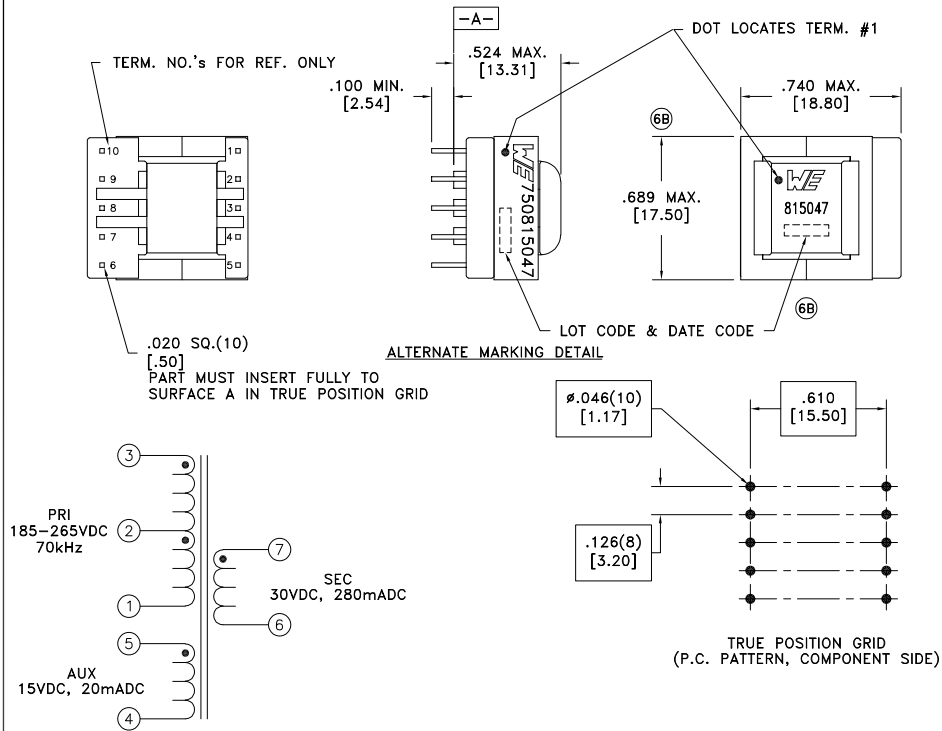 -A-
DOT LOCATES TERM. #1
TERM. NO.'s FOR REF. ONLY
.524 MAX.
[13.31]
.100 MIN.
[2.54]
.740 MAX.
[18.80]
6B
10
9
8
7
6
1
2
3
4
5
WE750815047
.689 MAX.
[17.50]
WE
815047
6B
LOT CODE & DATE CODE
ALTERNATE MARKING DETAIL
.020 SQ.(10)
[.50]
PART MUST INSERT FULLY TO
SURFACE A IN TRUE POSITION GRID
ø.046(10)
[1.17]
.610
[15.50]
.126(8)
[3.20]
TRUE POSITION GRID
(P.C. PATTERN, COMPONENT SIDE)
3
PRI
185-265VDC
70kHz
2
1
7
SEC
30VDC, 280mADC
6
5
AUX
15VDC, 20mADC
4